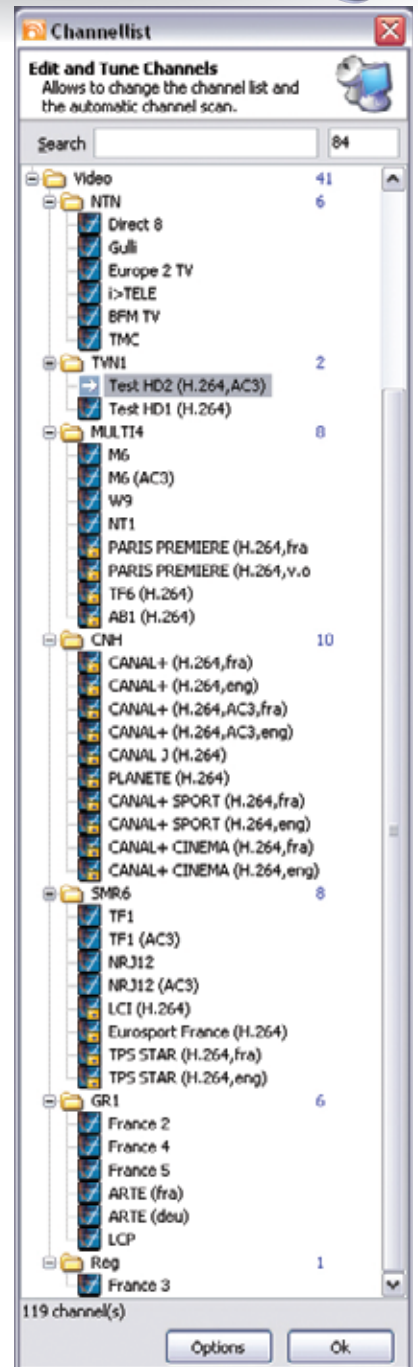 Channellist
Edit and Tune Channels
Allows to change the channel list and
the automatic channel scan.
Search 84
Video 41
NTN 6
Direct 8
Gulli
Europe 2 TV
i>TELE
BFM TV
TMC
TVN1 2
Test HD2 (H.264,AC3)
Test HD1 (H.264)
MULTI4 8
M6
M6 (AC3)
W9
NT1
PARIS PREMIERE (H.264,fra
PARIS PREMIERE (H.264,v.o
TF6 (H.264)
AB1 (H.264)
CNH 10
CANAL+ (H.264,fra)
CANAL+ (H.264,eng)
CANAL+ (H.264,AC3,fra)
CANAL+ (H.264,AC3,eng)
CANAL J (H.264)
PLANETE (H.264)
CANAL+ SPORT (H.264,fra)
CANAL+ SPORT (H.264,eng)
CANAL+ CINEMA (H.264,fra)
CANAL+ CINEMA (H.264,eng)
SMR6 8
TF1
TF1 (AC3)
NRJ12
NRJ12 (AC3)
LCI (H.264)
Eurosport France (H.264)
TPS STAR (H.264,fra)
TPS STAR (H.264,eng)
GR1 6
France 2
France 4
France 5
ARTE (fra)
ARTE (deu)
LCP
Reg 1
France 3
119 channel(s)
Options Ok